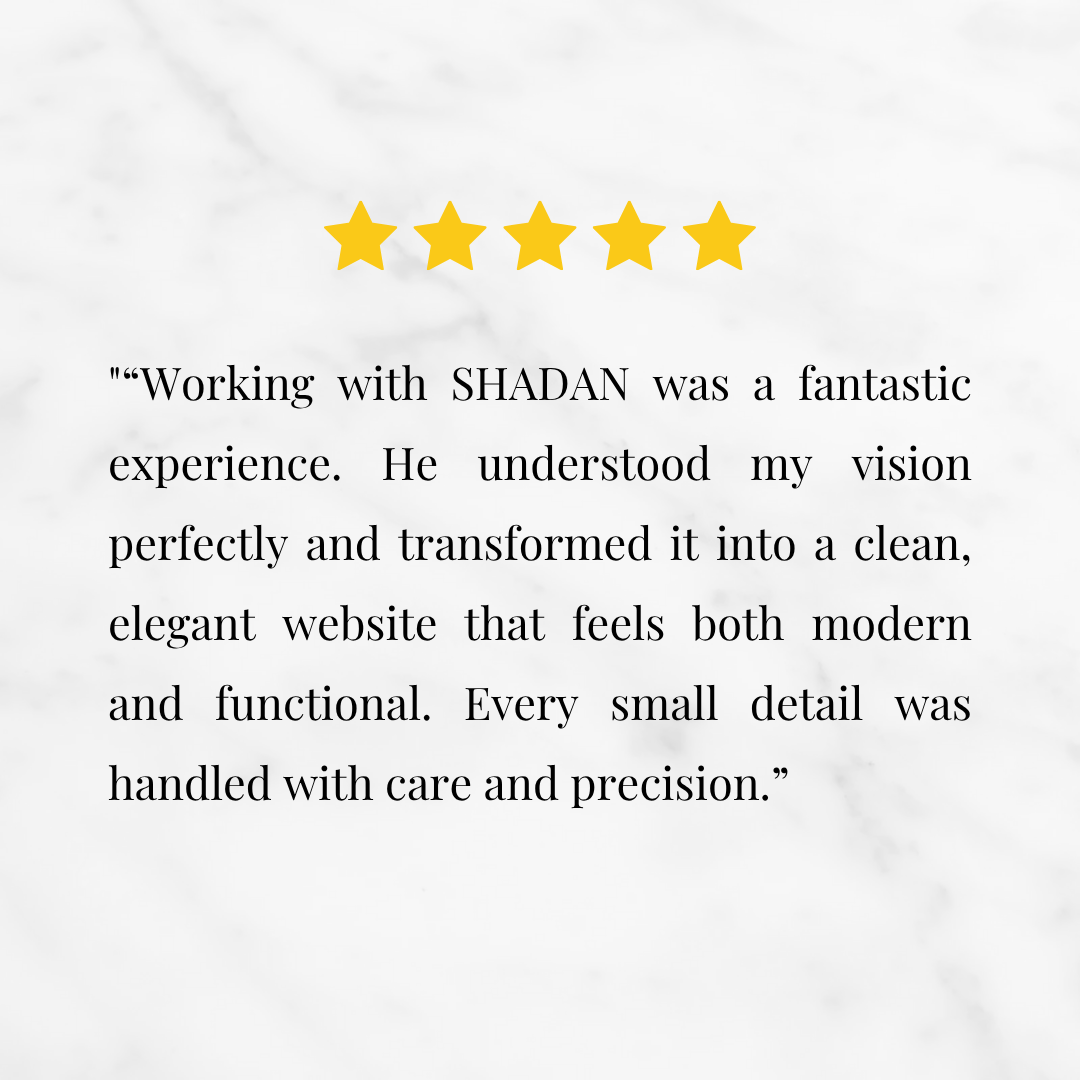 "“Working with SHADAN was a fantastic
experience. He understood my vision
perfectly and transformed it into a clean,
elegant website that feels both modern
and functional. Every small detail was
handled with care and precision.”